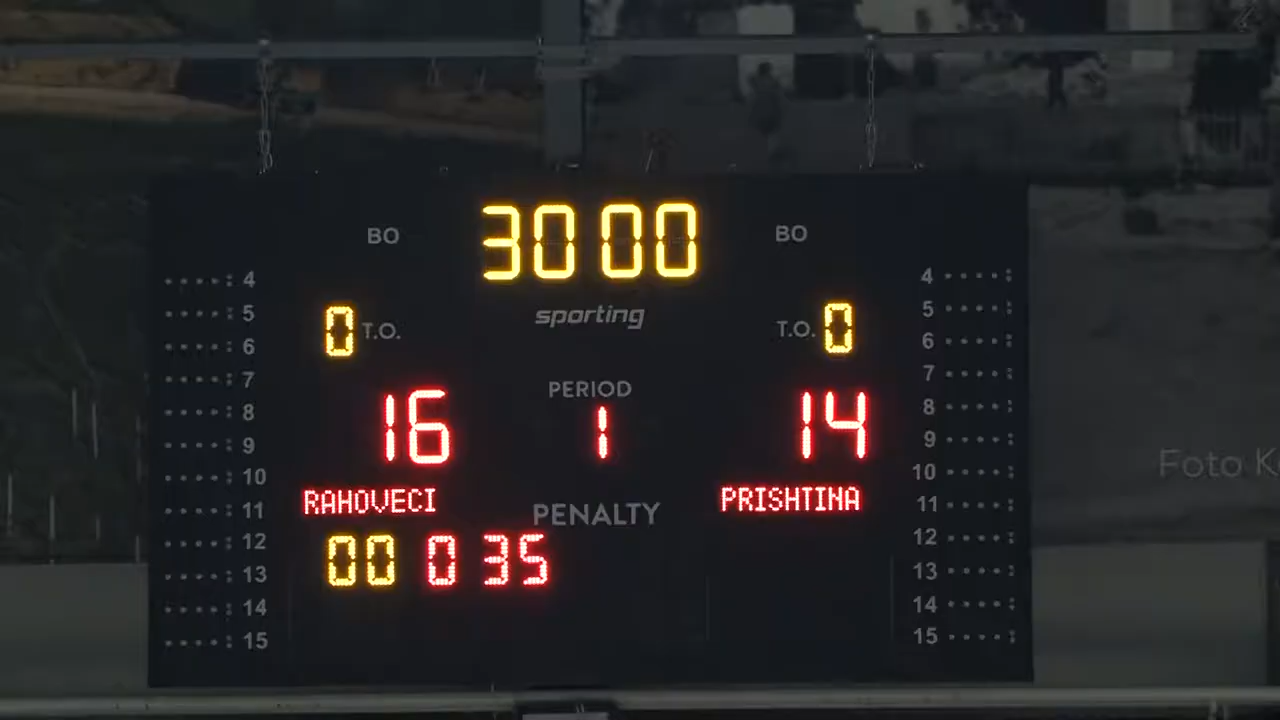 30 00
BO BO
sporting
0 T.O. T.O. 0
PERIOD
16 1 14
RAHOVECI PRISHTINA
PENALTY
00 0 35
4
5
6
7
8
9
10
11
12
13
14
15
4
5
6
7
8
9
10
11
12
13
14
15
Foto